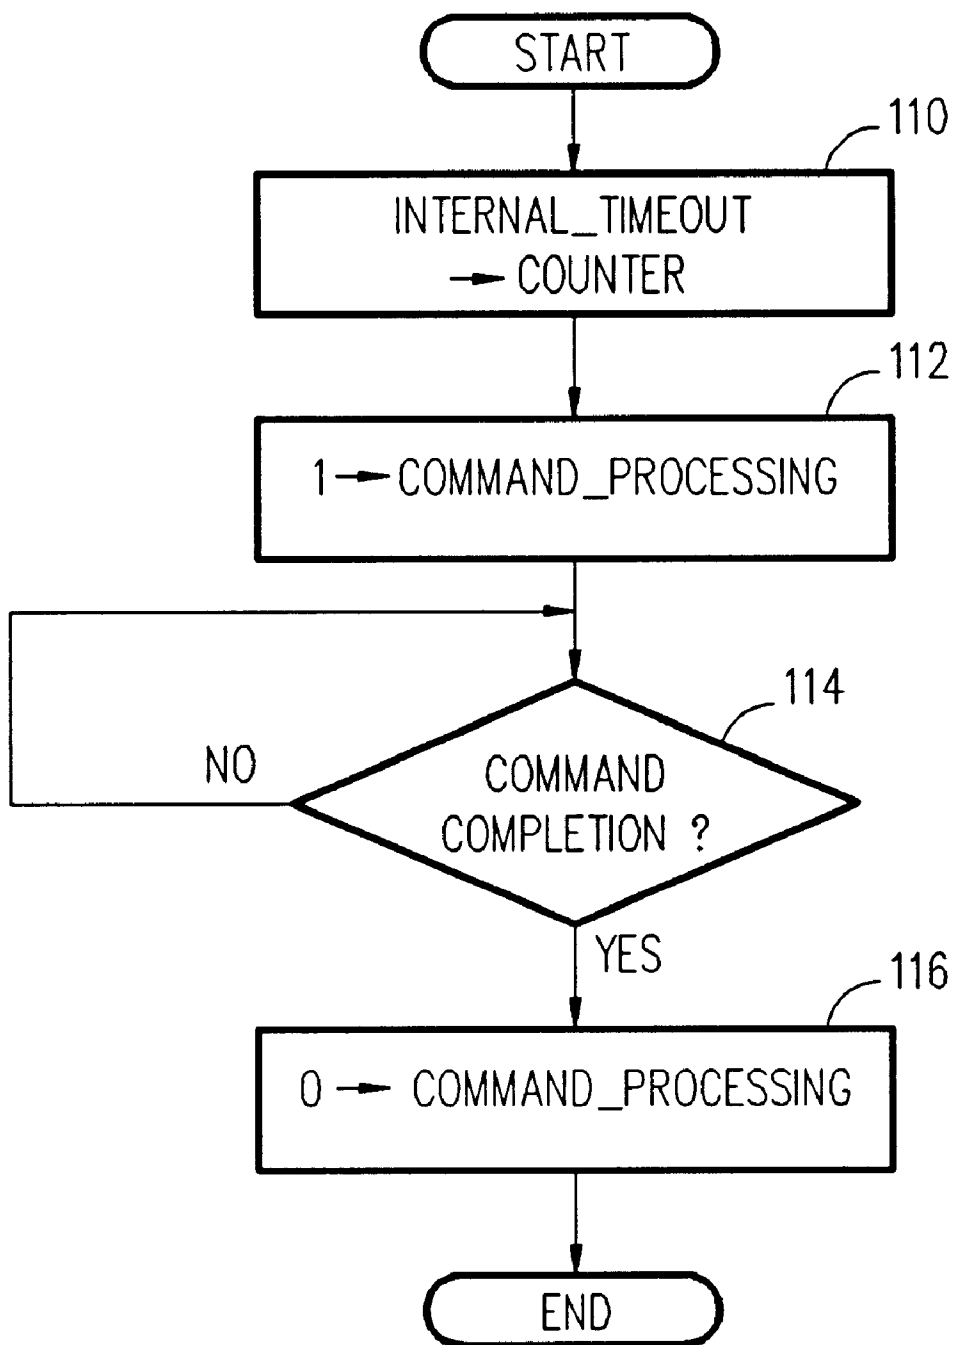 START
110
INTERNAL_TIMEOUT
→ COUNTER
112
1 → COMMAND_PROCESSING
114
COMMAND
COMPLETION ?
NO
YES
116
0 → COMMAND_PROCESSING
END